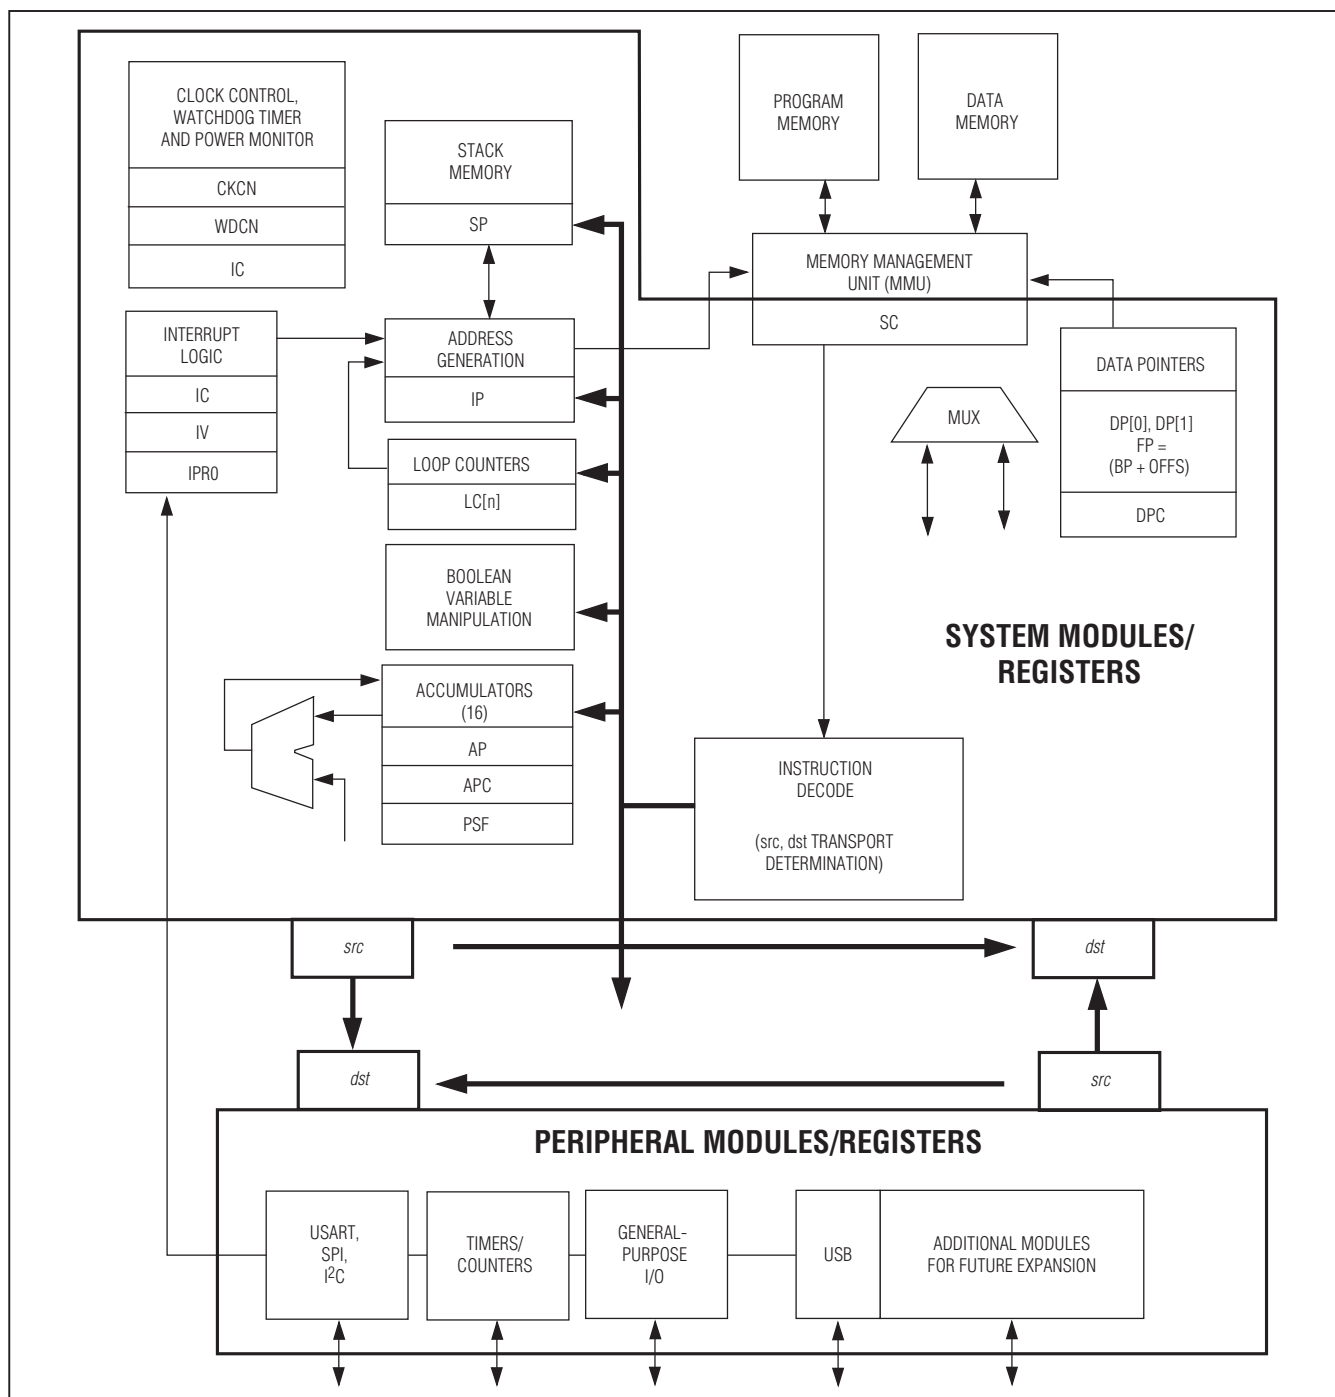 CLOCK CONTROL,
WATCHDOG TIMER
AND POWER MONITOR
CKCN
WDCN
IC
STACK
MEMORY
SP
PROGRAM
MEMORY
DATA
MEMORY
MEMORY MANAGEMENT
UNIT (MMU)
SC
INTERRUPT
LOGIC
IC
IV
IPR0
ADDRESS
GENERATION
IP
LOOP COUNTERS
LC[n]
BOOLEAN
VARIABLE
MANIPULATION
ACCUMULATORS
(16)
AP
APC
PSF
MUX
DATA POINTERS
DP[0], DP[1]
FP =
(BP + OFFS)
DPC
SYSTEM MODULES/
REGISTERS
INSTRUCTION
DECODE
(src, dst TRANSPORT
DETERMINATION)
src
dst
dst
src
PERIPHERAL MODULES/REGISTERS
USART,
SPI,
I²C
TIMERS/
COUNTERS
GENERAL-
PURPOSE
I/O
USB
ADDITIONAL MODULES
FOR FUTURE EXPANSION